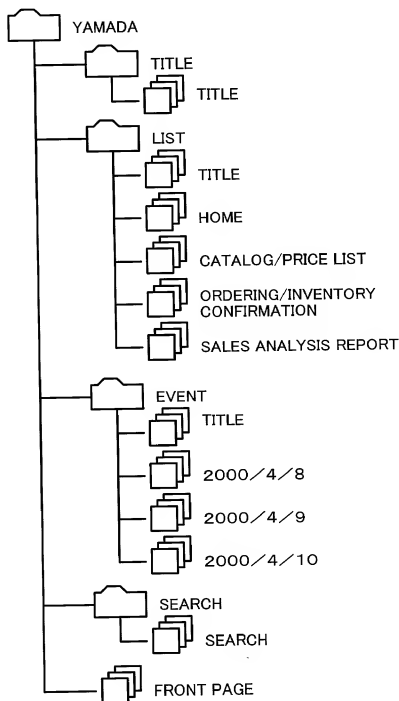 YAMADA
TITLE
TITLE
LIST
TITLE
HOME
CATALOG/PRICE LIST
ORDERING/INVENTORY
CONFIRMATION
SALES ANALYSIS REPORT
EVENT
TITLE
2000／4／8
2000／4／9
2000／4／10
SEARCH
SEARCH
FRONT PAGE